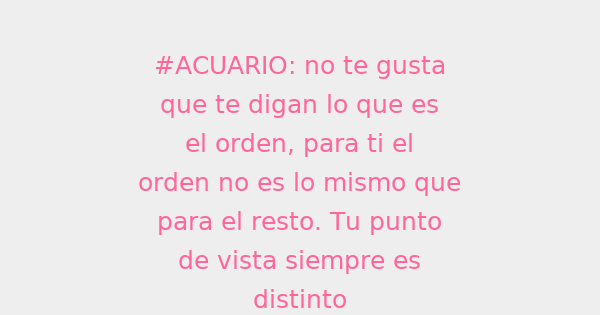 #ACUARIO: no te gusta
que te digan lo que es
el orden, para ti el
orden no es lo mismo que
para el resto. Tu punto
de vista siempre es
distinto